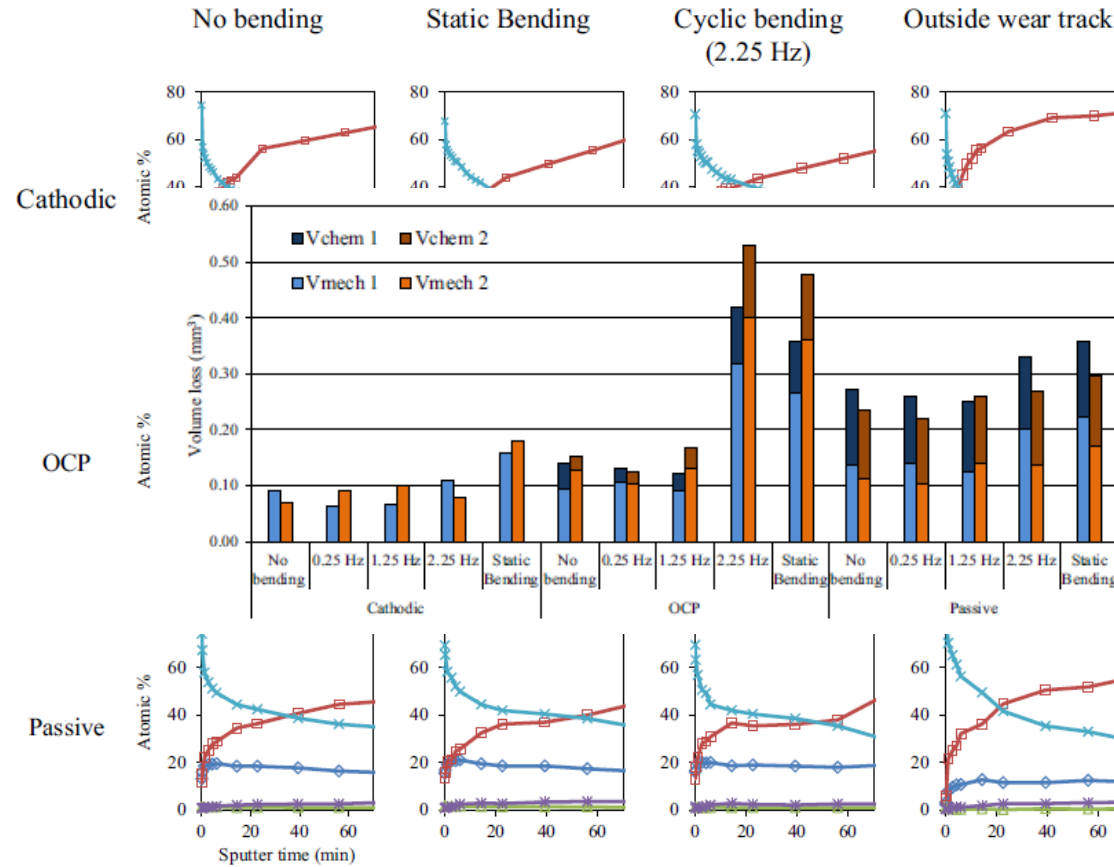 No bending Static Bending Cyclic bending Outside wear track
(2.25 Hz)
80 80 80 80
60 60 60 60
40 40 40 40
Cathodic
Atomic %
0.60
Vchem 1 Vchem 2
0.50
Vmech 1 Vmech 2
0.40
Volume loss (mm³)
0.30
OCP
Atomic %
0.20
0.10
0.00
No bending 0.25 Hz 1.25 Hz 2.25 Hz Static Bending No bending 0.25 Hz 1.25 Hz 2.25 Hz Static Bending No bending 0.25 Hz 1.25 Hz 2.25 Hz Static Bending
Cathodic OCP Passive
60 60 60 60
Passive
Atomic %
40 40 40 40
20 20 20 20
0 0 0 0
0 20 40 60 0 20 40 60 0 20 40 60 0 20 40 60
Sputter time (min)